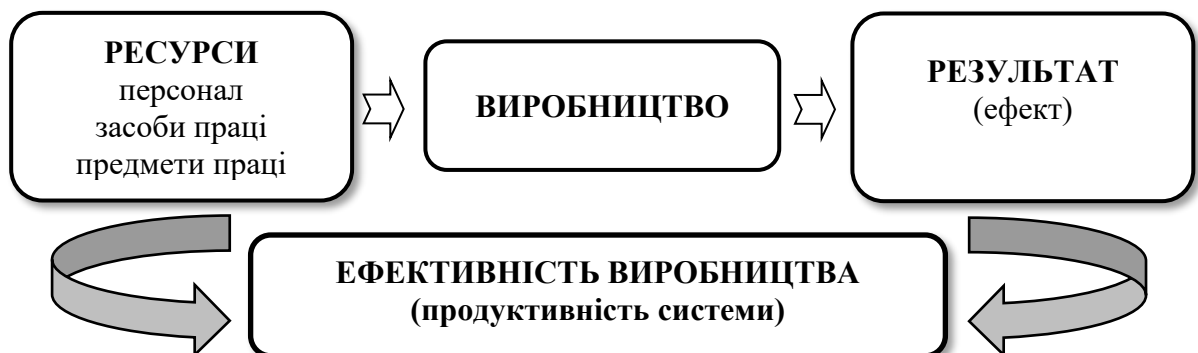 РЕСУРСИ
персонал
засоби праці
предмети праці
ВИРОБНИЦТВО
РЕЗУЛЬТАТ
(ефект)
ЕФЕКТИВНІСТЬ ВИРОБНИЦТВА
(продуктивність системи)